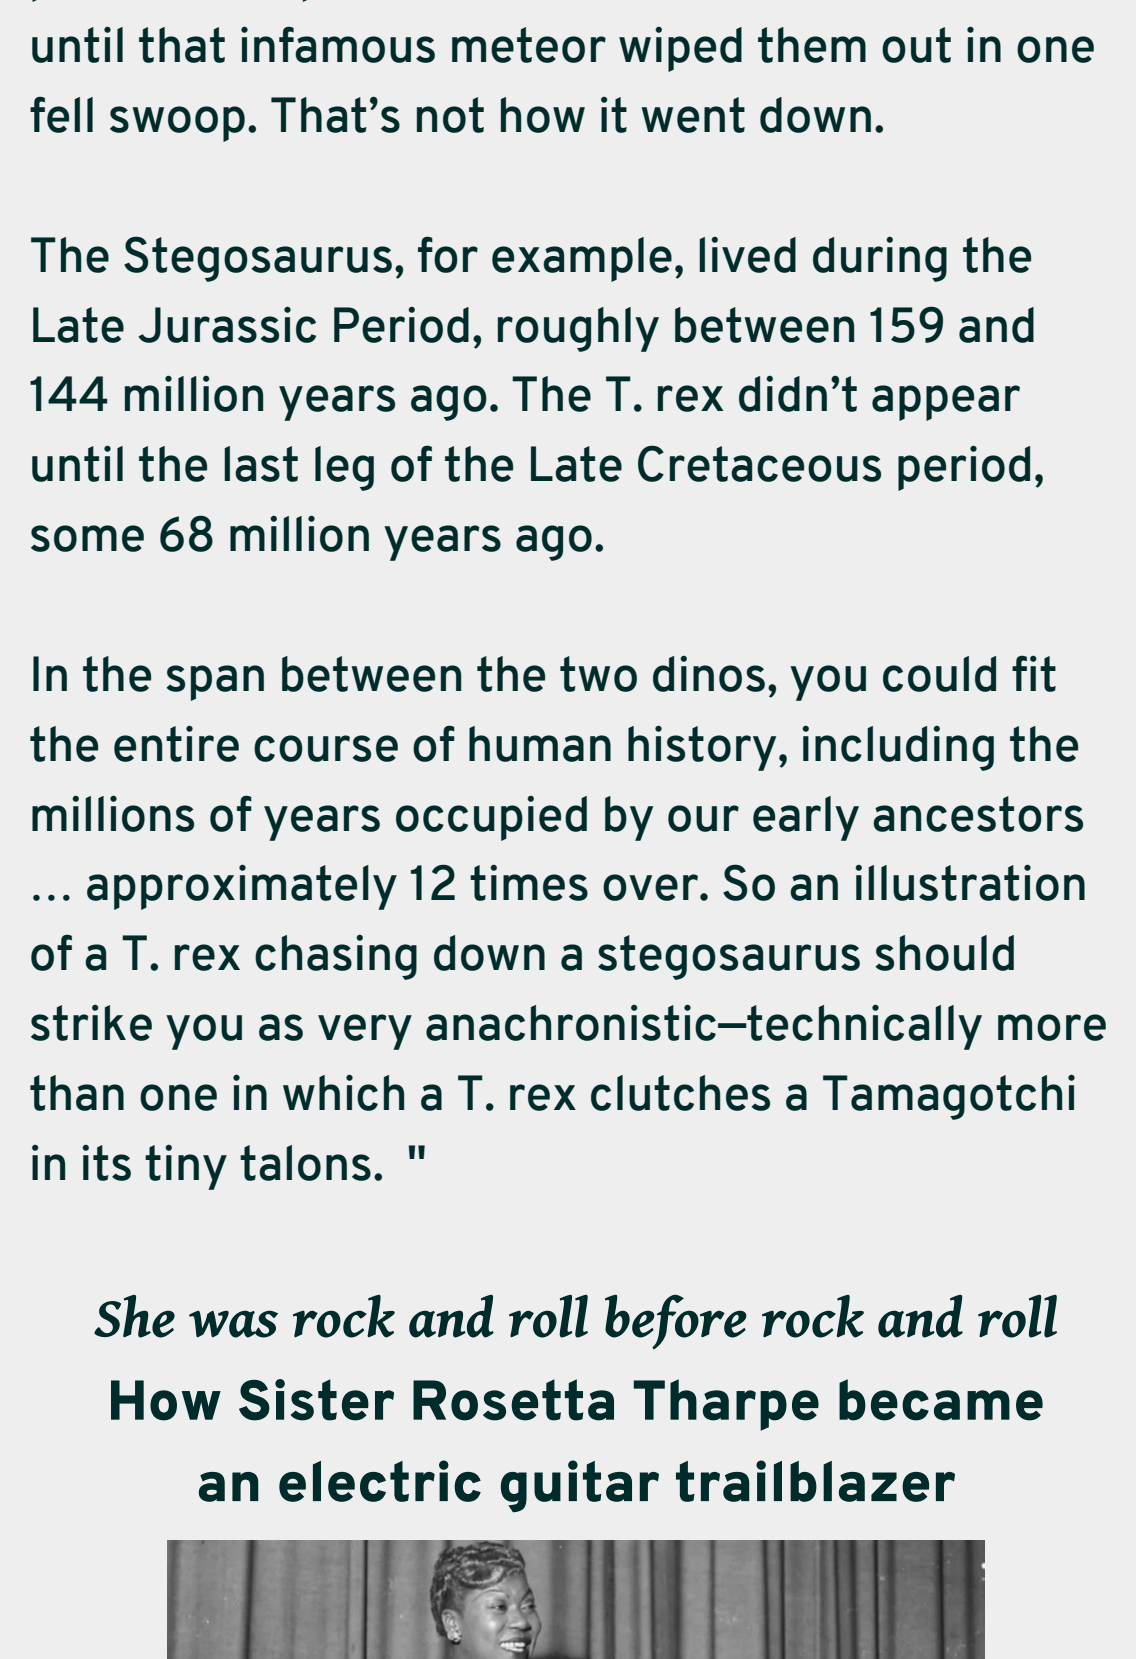 until that infamous meteor wiped them out in one
fell swoop. That’s not how it went down.
The Stegosaurus, for example, lived during the
Late Jurassic Period, roughly between 159 and
144 million years ago. The T. rex didn’t appear
until the last leg of the Late Cretaceous period,
some 68 million years ago.
In the span between the two dinos, you could fit
the entire course of human history, including the
millions of years occupied by our early ancestors
… approximately 12 times over. So an illustration
of a T. rex chasing down a stegosaurus should
strike you as very anachronistic—technically more
than one in which a T. rex clutches a Tamagotchi
in its tiny talons.  "
She was rock and roll before rock and roll
How Sister Rosetta Tharpe became
an electric guitar trailblazer